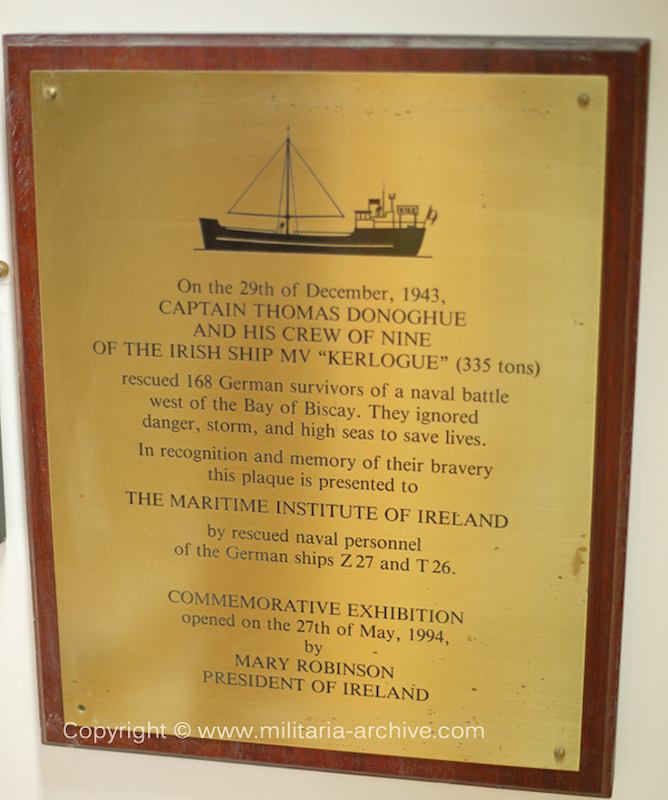 EIRE
On the 29th of December, 1943,
CAPTAIN THOMAS DONOGHUE
AND HIS CREW OF NINE
OF THE IRISH SHIP MV “KERLOGUE” (335 tons)
rescued 168 German survivors of a naval battle
west of the Bay of Biscay. They ignored
danger, storm, and high seas to save lives.
In recognition and memory of their bravery
this plaque is presented to
THE MARITIME INSTITUTE OF IRELAND
by rescued naval personnel
of the German ships Z 27 and T 26.
COMMEMORATIVE EXHIBITION
opened on the 27th of May, 1994,
by
MARY ROBINSON
PRESIDENT OF IRELAND
Copyright © www.militaria-archive.com